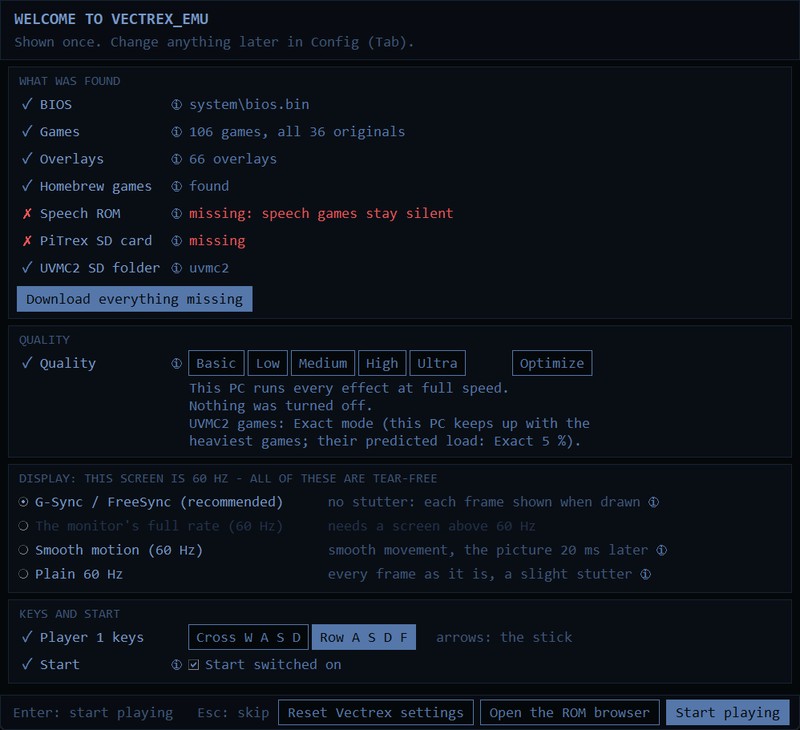 WELCOME TO VECTREX_EMU
Shown once. Change anything later in Config (Tab).
WHAT WAS FOUND
✓ BIOS ⓘ system\bios.bin
✓ Games ⓘ 106 games, all 36 originals
✓ Overlays ⓘ 66 overlays
✓ Homebrew games ⓘ found
✗ Speech ROM ⓘ missing: speech games stay silent
✗ PiTrex SD card ⓘ missing
✓ UVMC2 SD folder ⓘ uvmc2
Download everything missing
QUALITY
✓ Quality ⓘ Basic Low Medium High Ultra Optimize
This PC runs every effect at full speed.
Nothing was turned off.
UVMC2 games: Exact mode (this PC keeps up with the
heaviest games; their predicted load: Exact 5 %).
DISPLAY: THIS SCREEN IS 60 HZ - ALL OF THESE ARE TEAR-FREE
G-Sync / FreeSync (recommended) no stutter: each frame shown when drawn ⓘ
The monitor's full rate (60 Hz) needs a screen above 60 Hz
Smooth motion (60 Hz) smooth movement, the picture 20 ms later ⓘ
Plain 60 Hz every frame as it is, a slight stutter ⓘ
KEYS AND START
✓ Player 1 keys Cross W A S D Row A S D F arrows: the stick
✓ Start ⓘ Start switched on
Enter: start playing Esc: skip Reset Vectrex settings Open the ROM browser Start playing